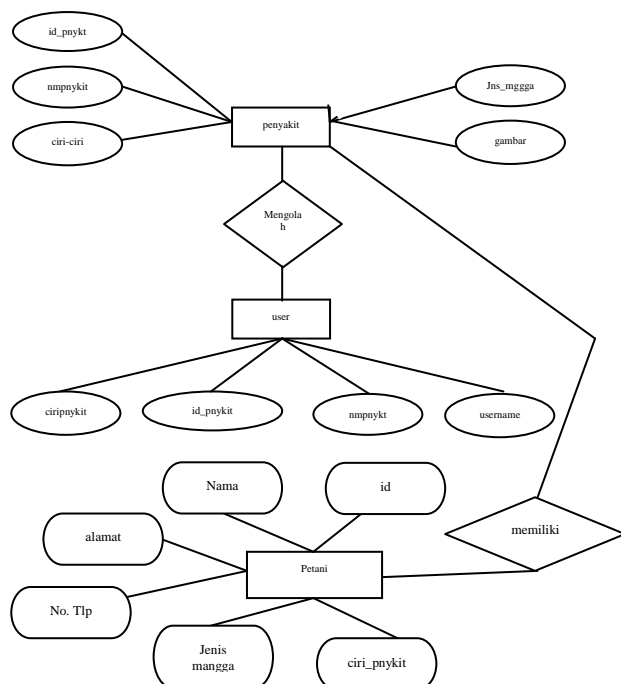 id_pnykt
nmpnykit
ciri-ciri
penyakit
Jns_mggga
gambar
Mengola
h
user
ciripnykit
id_pnykit
nmpnykt
username
Nama
id
alamat
memiliki
Petani
No. Tlp
Jenis
mangga
ciri_pnykit